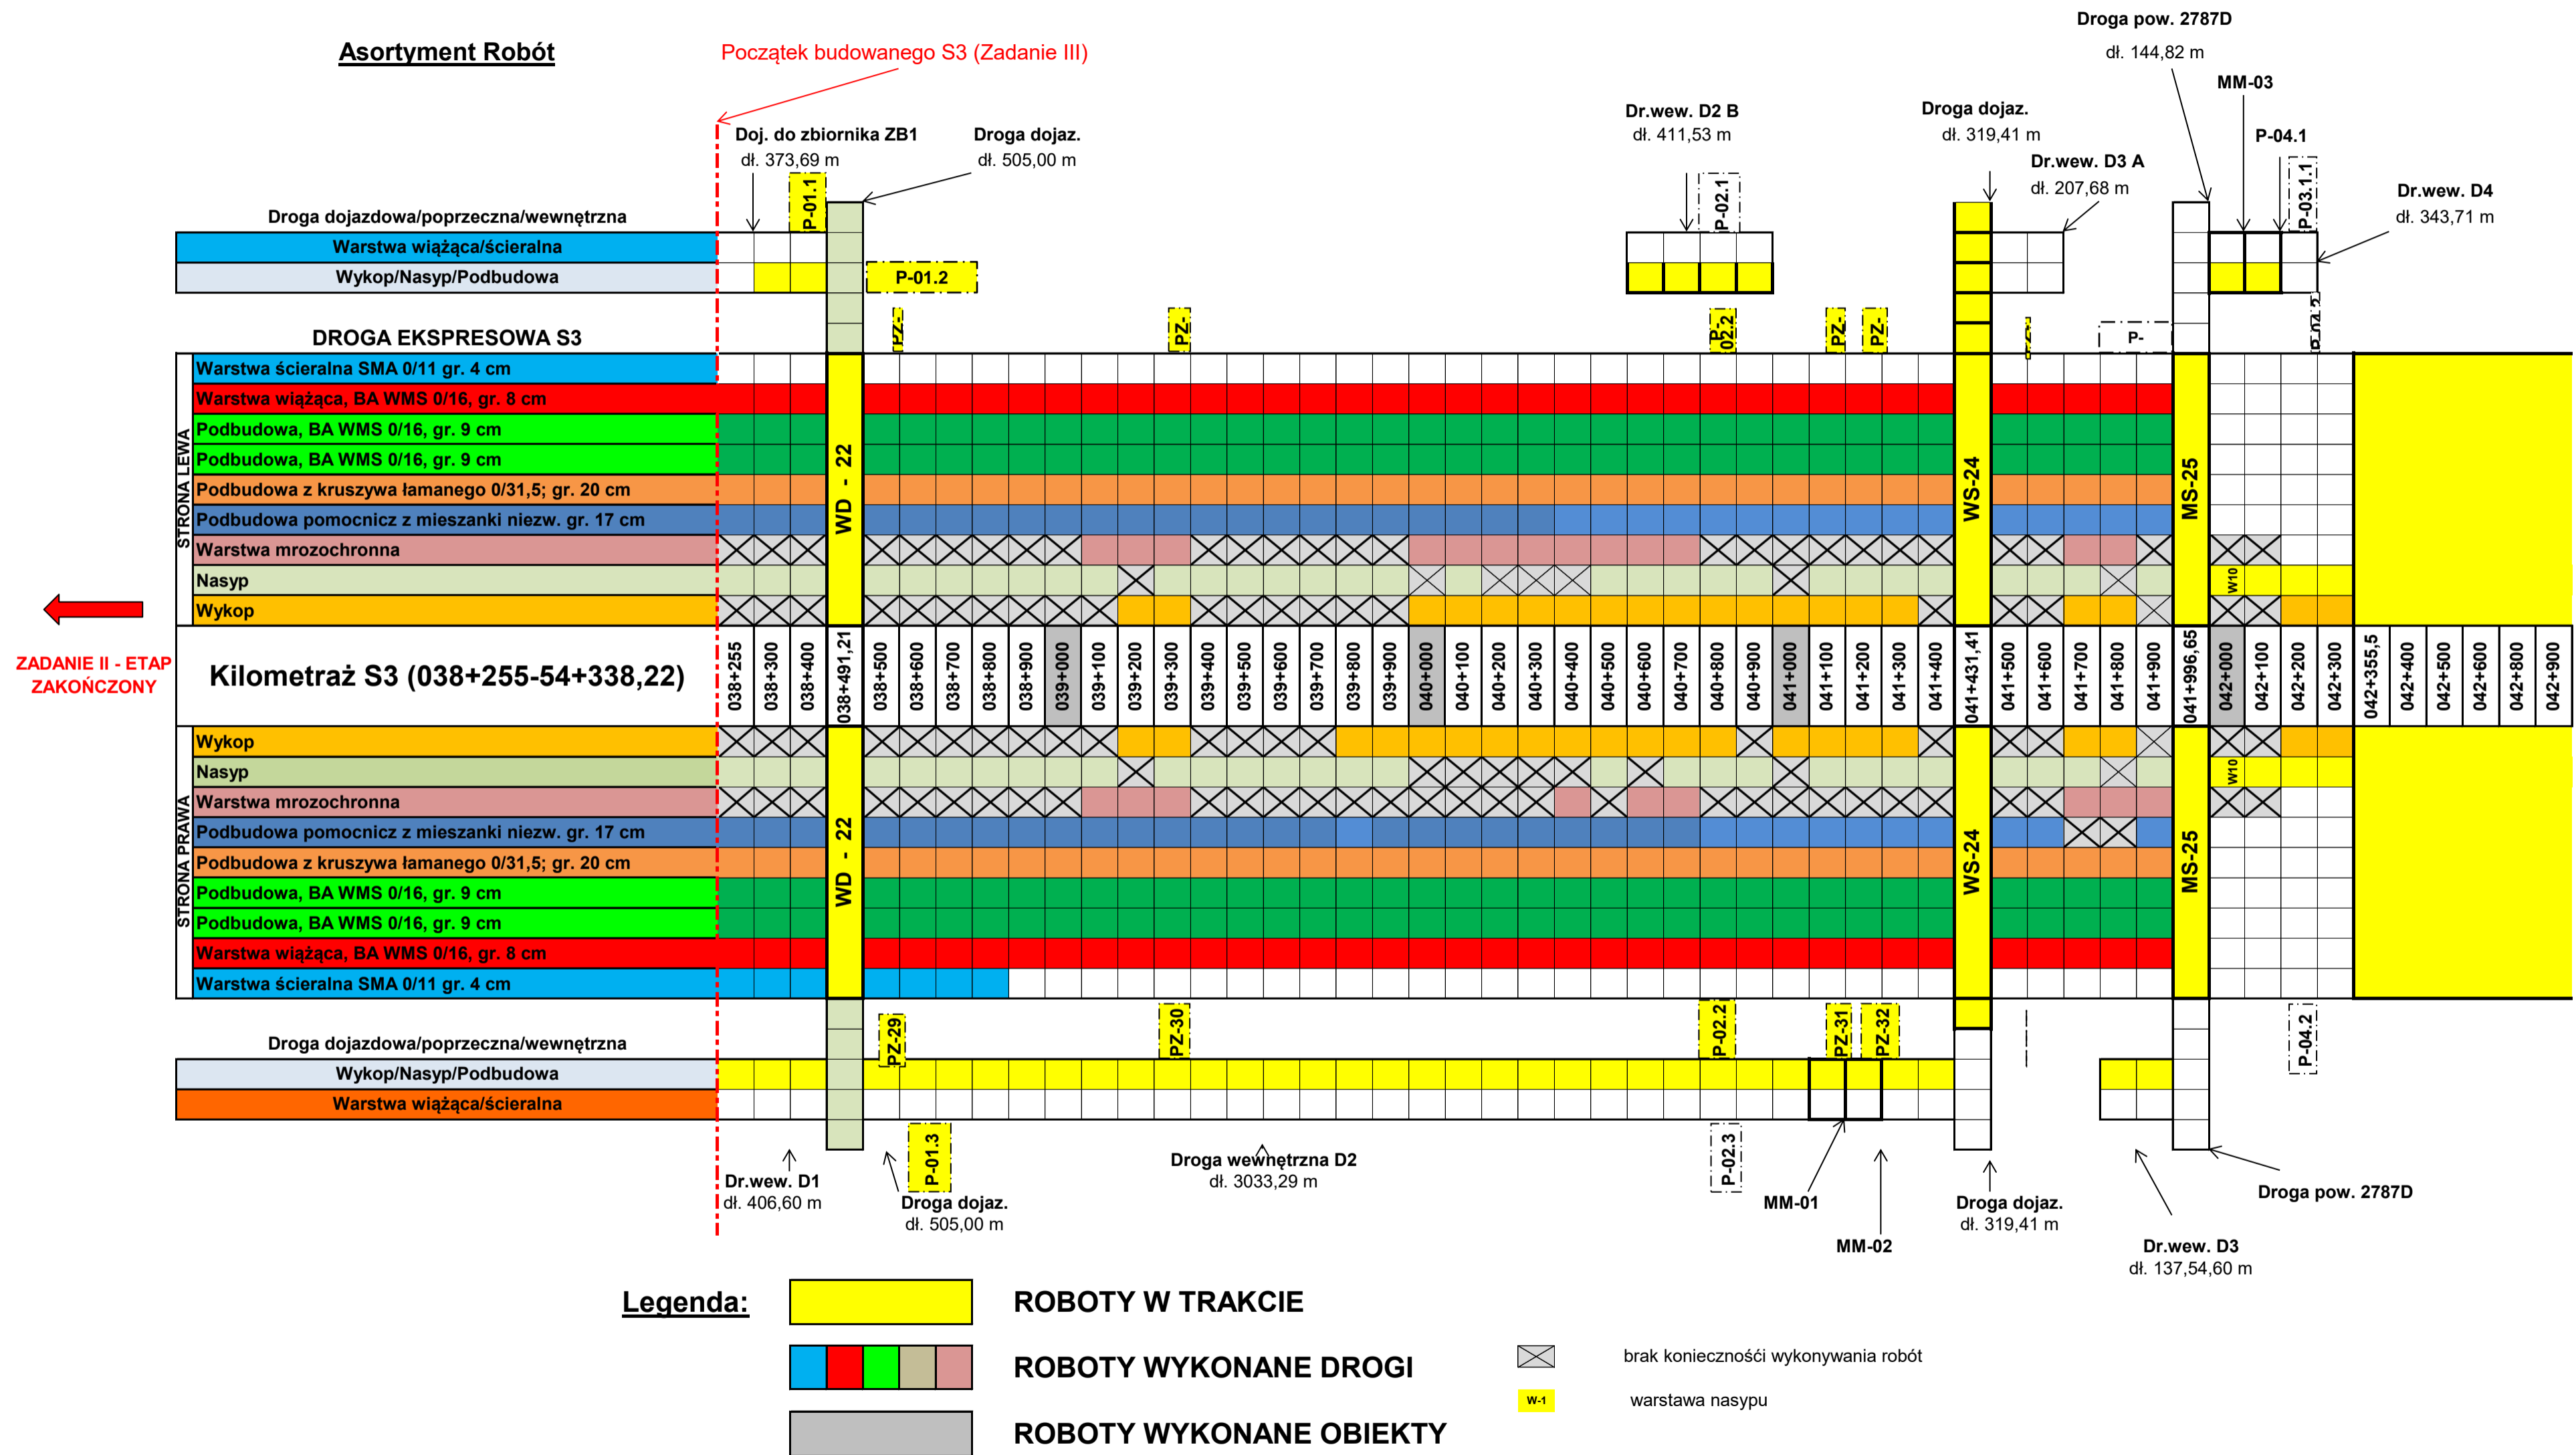 Asortyment Robót
Początek budowanego S3 (Zadanie III)
Droga pow. 2787D
dł. 144,82 m
MM-03
P-04.1
Doj. do zbiornika ZB1
dł. 373,69 m
Droga dojaz.
dł. 505,00 m
Dr.wew. D2 B
dł. 411,53 m
Droga dojaz.
dł. 319,41 m
Dr.wew. D3 A
dł. 207,68 m
Dr.wew. D4
dł. 343,71 m
P-01.1
P-02.1
P-03.1.1
Droga dojazdowa/poprzeczna/wewnętrzna
Warstwa wiążąca/ścieralna
Wykop/Nasyp/Podbudowa
P-01.2
PZ-
PZ-
P-
02.2
PZ-
PZ-
P-
DROGA EKSPRESOWA S3
STRONA LEWA
Warstwa ścieralna SMA 0/11 gr. 4 cm
Warstwa wiążąca, BA WMS 0/16, gr. 8 cm
Podbudowa, BA WMS 0/16, gr. 9 cm
Podbudowa, BA WMS 0/16, gr. 9 cm
Podbudowa z kruszywa łamanego 0/31,5; gr. 20 cm
Podbudowa pomocnicz z mieszanki niezw. gr. 17 cm
Warstwa mrozochronna
Nasyp
Wykop
WD - 22
WS-24
MS-25
W10
ZADANIE II - ETAP
ZAKOŃCZONY
Kilometraż S3 (038+255-54+338,22)
038+255
038+300
038+400
038+491,21
038+500
038+600
038+700
038+800
038+900
039+000
039+100
039+200
039+300
039+400
039+500
039+600
039+700
039+800
039+900
040+000
040+100
040+200
040+300
040+400
040+500
040+600
040+700
040+800
040+900
041+000
041+100
041+200
041+300
041+400
041+431,41
041+500
041+600
041+700
041+800
041+900
041+996,65
042+000
042+100
042+200
042+300
042+355,5
042+400
042+500
042+600
042+800
042+900
STRONA PRAWA
Wykop
Nasyp
Warstwa mrozochronna
Podbudowa pomocnicz z mieszanki niezw. gr. 17 cm
Podbudowa z kruszywa łamanego 0/31,5; gr. 20 cm
Podbudowa, BA WMS 0/16, gr. 9 cm
Podbudowa, BA WMS 0/16, gr. 9 cm
Warstwa wiążąca, BA WMS 0/16, gr. 8 cm
Warstwa ścieralna SMA 0/11 gr. 4 cm
WD - 22
WS-24
MS-25
W10
PZ-29
PZ-30
P-02.2
PZ-31
PZ-32
P-04.2
Droga dojazdowa/poprzeczna/wewnętrzna
Wykop/Nasyp/Podbudowa
Warstwa wiążąca/ścieralna
P-01.3
P-02.3
Dr.wew. D1
dł. 406,60 m
Droga dojaz.
dł. 505,00 m
Droga wewnętrzna D2
dł. 3033,29 m
MM-01
MM-02
Droga dojaz.
dł. 319,41 m
Droga pow. 2787D
Dr.wew. D3
dł. 137,54,60 m
Legenda:
ROBOTY W TRAKCIE
ROBOTY WYKONANE DROGI
ROBOTY WYKONANE OBIEKTY
brak koniecznośći wykonywania robót
W-1
warstawa nasypu